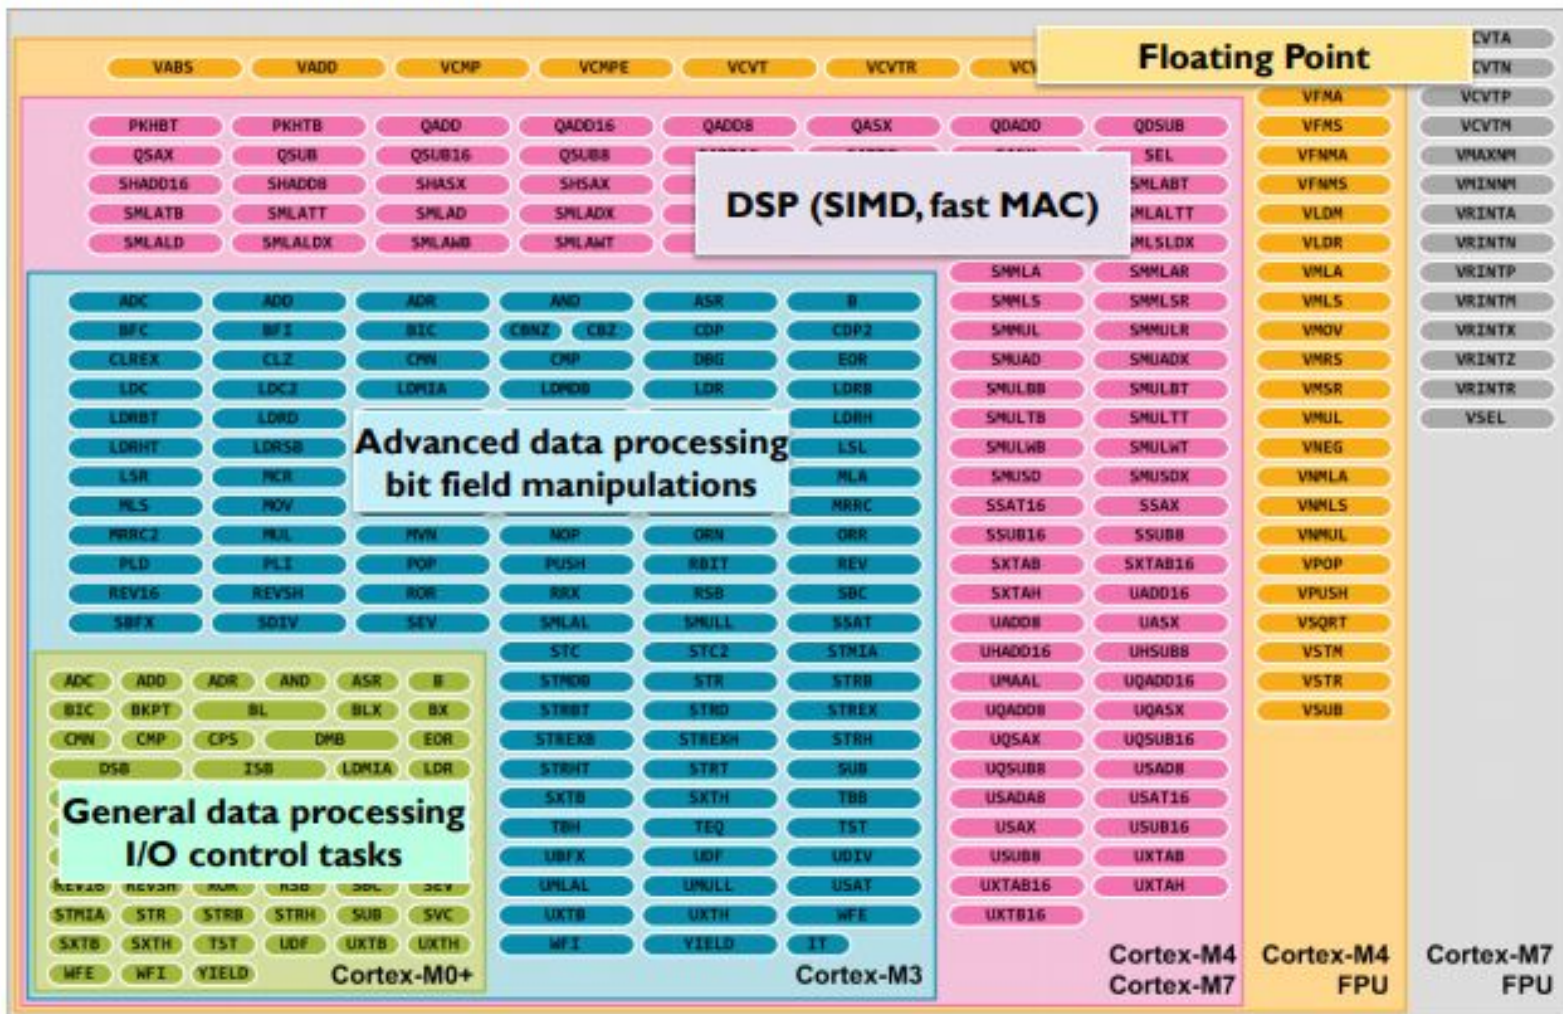 CVTA
VABS VADD VCMP VCMPE VCVT VCVTR Floating Point CVTN
VFMA VCVTP
PKHBT PKHTB QADD QADD16 QADD8 QASX QDADD QDSUB VFMS VCVTM
QSAX QSUB QSUB16 QSUB8 SEL VFNMA VMAXNM
SHADD16 SHADD8 SHASX SHSAX SMLABT VFNMS VMINNM
SMLATB SMLATT SMLAD SMLADX DSP (SIMD, fast MAC) MLALTT VLDM VRINTA
SMLALD SMLALDX SMLAWB SMLAWT MLSLDX VLDR VRINTN
SMMLA SMMLAR VMLA VRINTP
ADC ADD ADR AND ASR B SMMLS SMMLSR VMLS VRINTM
BFC BFI BIC CBNZ CBZ CDP CDP2 SMMUL SMMULR VMOV VRINTX
CLREX CLZ CMN CMP DBG EOR SMUAD SMUADX VMRS VRINTZ
LDC LDCI LDMIA LDMDB LDR LDRB SMULBB SMULBT VMSR VRINTR
LDRBT LDRD LDRH SMULTB SMULTT VMUL VSEL
LDRHT LDRSB Advanced data processing LSL SMULWB SMULWT VNEG
LSR MCR bit field manipulations MLA SMUSD SMUSDX VNMLA
MLS MOV MRRC SSAT16 SSAX VNMLS
MRRC2 MUL MVN NOP ORN ORR SSUB16 SSUB8 VNMUL
PLD PLI POP PUSH RBIT REV SXTAB SXTAB16 VPOP
REV16 REVSH ROR RRX RSB SBC SXTAH UADD16 VPUSH
SBFX SDIV SEV SMLAL SMULL SSAT UADD8 UASX VSQRT
STC STC2 STMIA UHADD16 UHSUB8 VSTM
ADC ADD ADR AND ASR B STMDB STR STRB UMAAL UQADD16 VSTR
BIC BKPT BL BLX BX STRBT STRD STREX UQADD8 UQASX VSUB
CMN CMP CPS DMB EOR STREXB STREXH STRH UQSAX UQSUB16
DSB ISB LDMIA LDR STRHT STRT SUB UQSUB8 USAD8
General data processing SXTB SXTH TBB USADA8 USAT16
I/O control tasks TBH TEQ TST USAX USUB16
UBFX UDF UDIV USUB8 UXTAB
REV16 REVSH ROR RSB SBC SEV UMLAL UMULL USAT UXTAB16 UXTAH
STMIA STR STRB STRH SUB SVC UXTB UXTH WFE UXTB16
SXTB SXTH TST UDF UXTB UXTH WFI YIELD IT
WFE WFI YIELD Cortex-M0+ Cortex-M3 Cortex-M4 Cortex-M4 Cortex-M7
Cortex-M7 FPU FPU